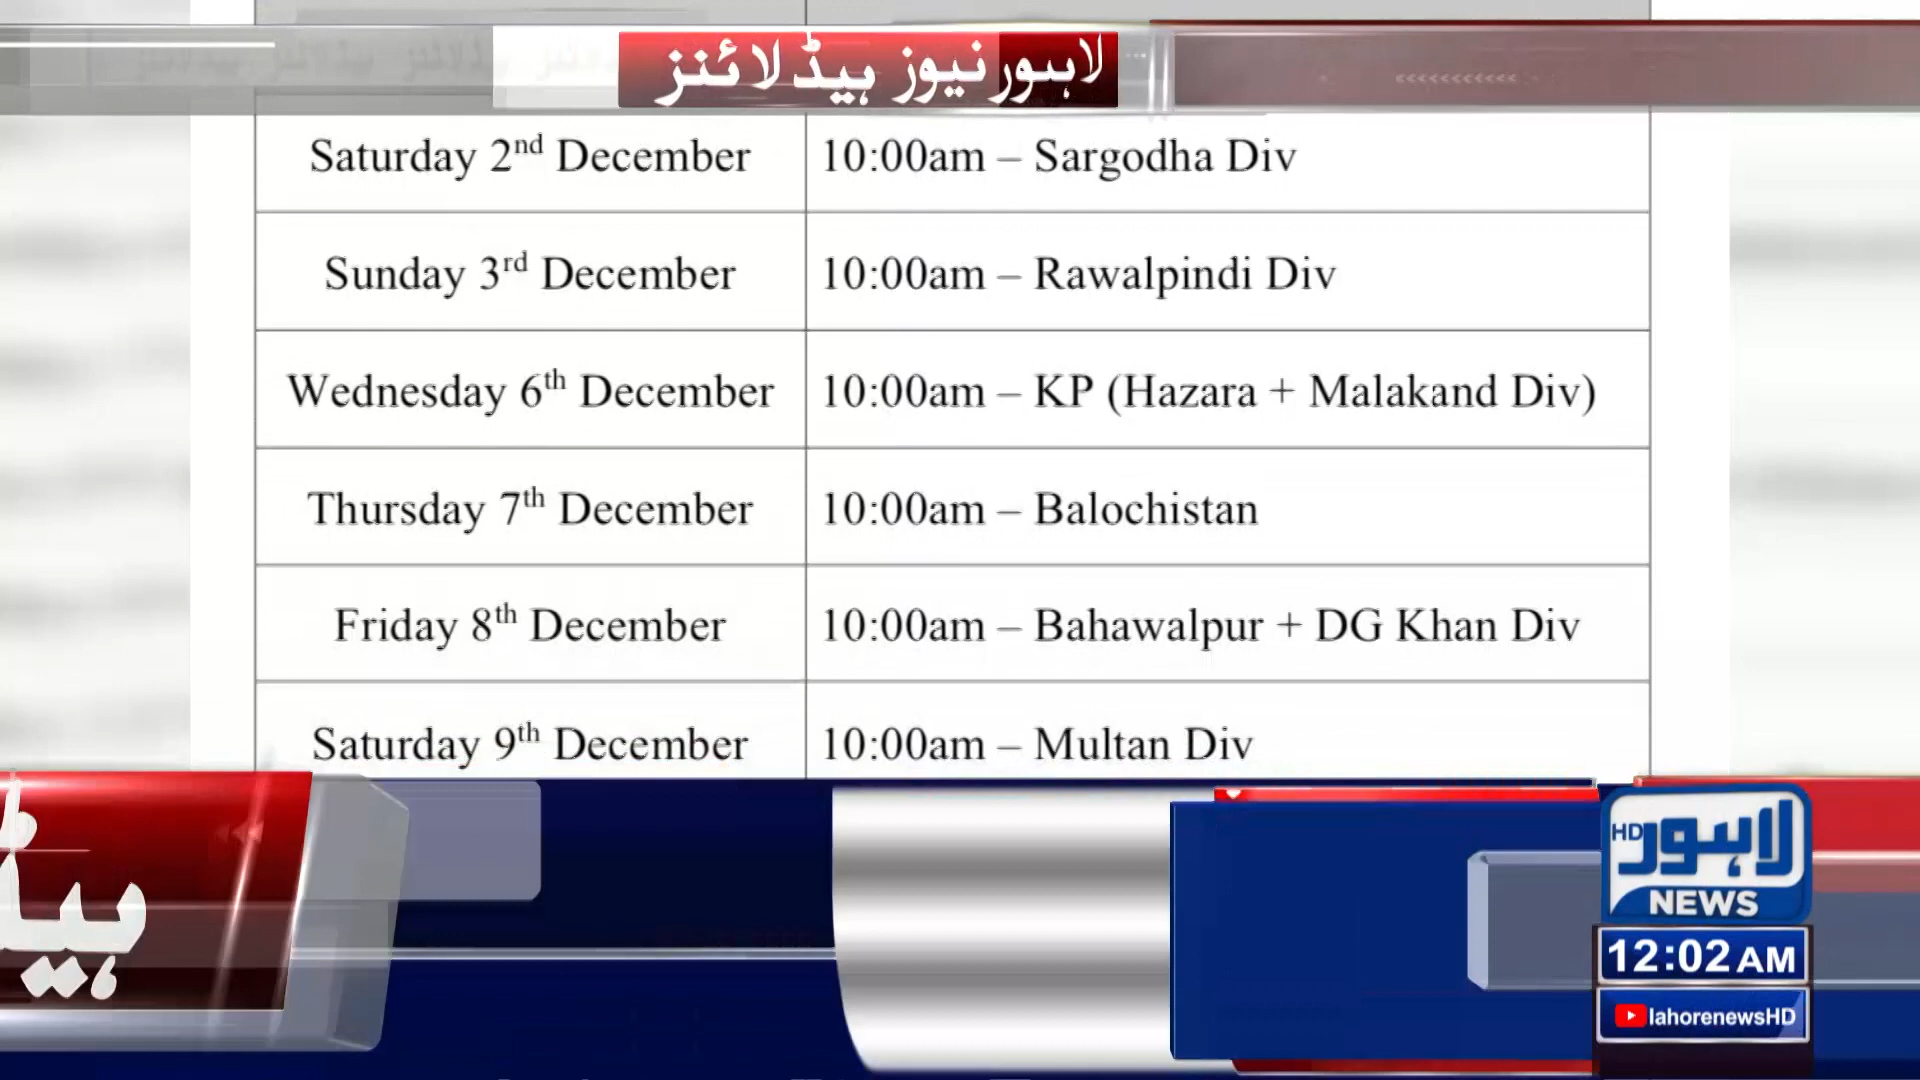 لاہور نیوز ہیڈ لائنز
Saturday 2nd December 10:00am – Sargodha Div
Sunday 3rd December 10:00am – Rawalpindi Div
Wednesday 6th December 10:00am – KP (Hazara + Malakand Div)
Thursday 7th December 10:00am – Balochistan
Friday 8th December 10:00am – Bahawalpur + DG Khan Div
Saturday 9th December 10:00am – Multan Div
لاہور HD
NEWS
12:02 AM
lahorenewsHD